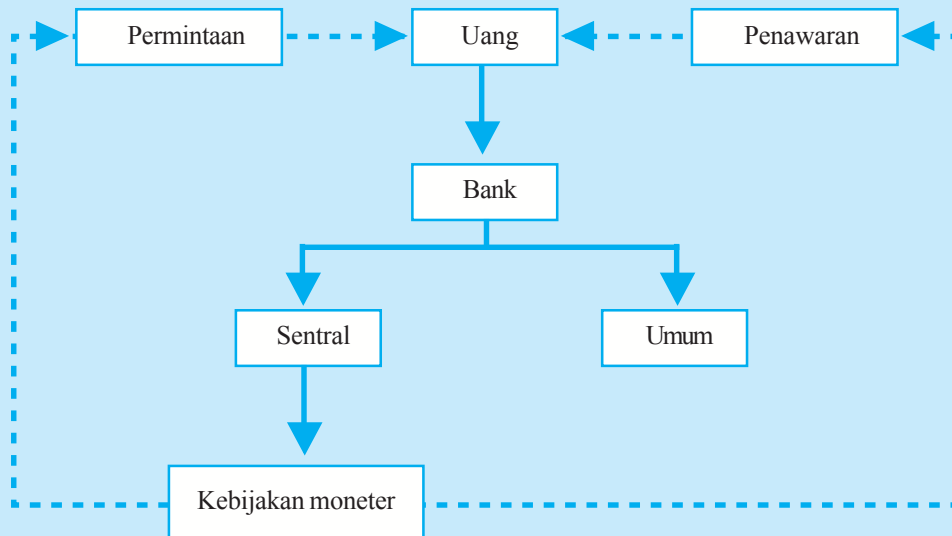 Permintaan
Uang
Penawaran
Bank
Sentral
Umum
Kebijakan moneter